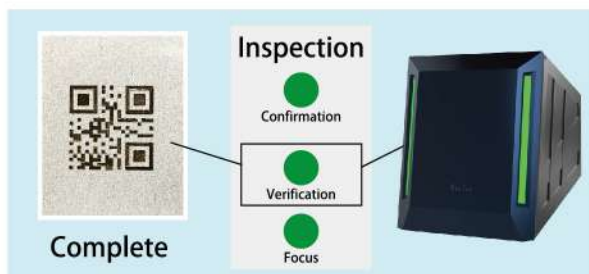 Inspection
Confirmation
Verification
Focus
Complete